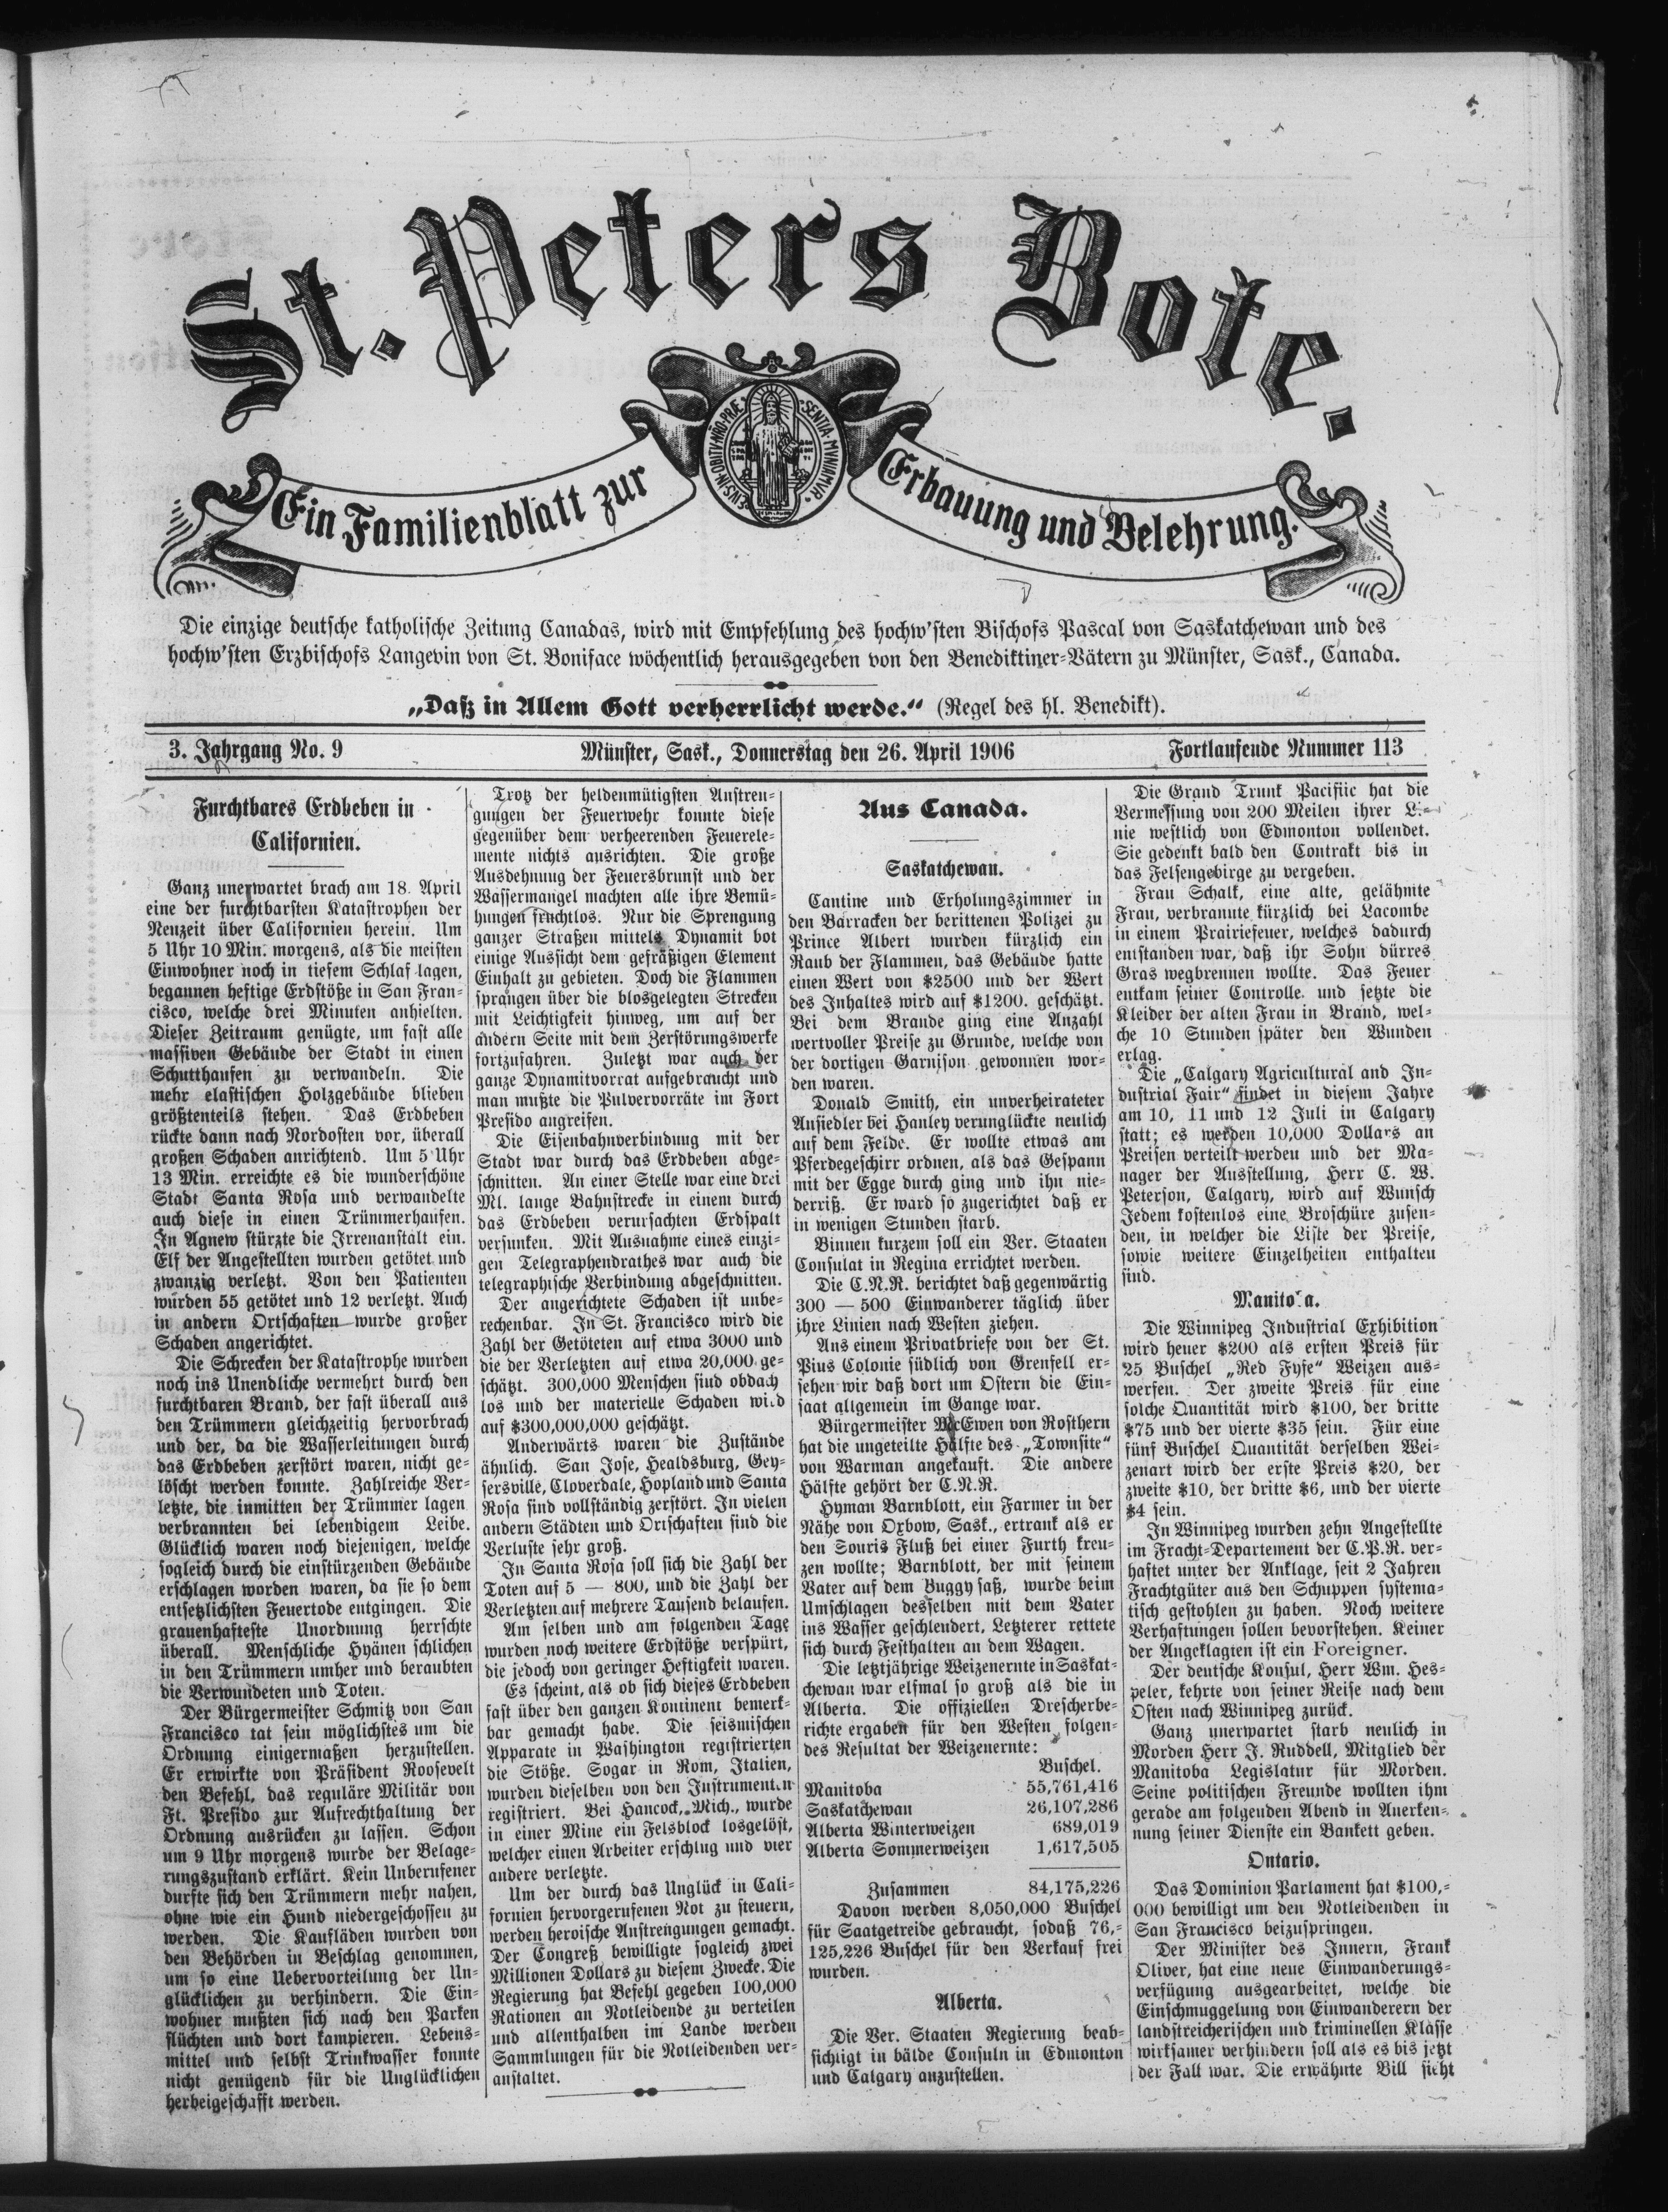 St. Peters Bote.
Ein Familienblatt zur Erbauung und Belehrung.
Die einzige deutsche katholische Zeitung Canadas, wird mit Empfehlung des hochw'sten Bischofs Pascal von Saskatchewan und des
hochw'sten Erzbischofs Langevin von St. Boniface wöchentlich herausgegeben von den Benediktiner-Vätern zu Münster, Sask., Canada.
„Daß in Allem Gott verherrlicht werde.“ (Regel des hl. Benedikt).
3. Jahrgang No. 9 Münster, Sask., Donnerstag den 26. April 1906 Fortlaufende Nummer 113
Furchtbares Erdbeben in
Californien.
Ganz unerwartet brach am 18. April
eine der furchtbarsten Katastrophen der
Neuzeit über Californien herein. Um
5 Uhr 10 Min. morgens, als die meisten
Einwohner noch in tiefem Schlaf lagen,
begannen heftige Erdstöße in San Fran-
cisco, welche drei Minuten anhielten.
Dieser Zeitraum genügte, um fast alle
massiven Gebäude der Stadt in einen
Schutthaufen zu verwandeln. Die
mehr elastischen Holzgebäude blieben
größtenteils stehen. Das Erdbeben
rückte dann nach Nordosten vor, überall
großen Schaden anrichtend. Um 5 Uhr
13 Min. erreichte es die wunderschöne
Stadt Santa Rosa und verwandelte
auch diese in einen Trümmerhaufen.
In Agnew stürzte die Irrenanstalt ein.
Elf der Angestellten wurden getötet und
zwanzig verletzt. Von den Patienten
wurden 55 getötet und 12 verletzt. Auch
in andern Ortschaften wurde großer
Schaden angerichtet.
Die Schrecken der Katastrophe wurden
noch ins Unendliche vermehrt durch den
furchtbaren Brand, der fast überall aus
den Trümmern gleichzeitig hervorbrach
und der, da die Wasserleitungen durch
das Erdbeben zerstört waren, nicht ge-
löscht werden konnte. Zahlreiche Ver-
letzte, die inmitten der Trümmer lagen
verbrannten bei lebendigem Leibe.
Glücklich waren noch diejenigen, welche
sogleich durch die einstürzenden Gebäude
erschlagen worden waren, da sie so dem
entsetzlichsten Feuertode entgingen. Die
grauenhafteste Unordnung herrschte
überall. Menschliche Hyänen schlichen
in den Trümmern umher und beraubten
die Verwundeten und Toten.
Der Bürgermeister Schmitz von San
Francisco tat sein möglichstes um die
Ordnung einigermaßen herzustellen.
Er erwirkte von Präsident Roosevelt
den Befehl, das reguläre Militär von
Ft. Presido zur Aufrechthaltung der
Ordnung ausrücken zu lassen. Schon
um 9 Uhr morgens wurde der Belage-
rungszustand erklärt. Kein Unberufener
durfte sich den Trümmern mehr nahen,
ohne wie ein Hund niedergeschossen zu
werden. Die Kaufläden wurden von
den Behörden in Beschlag genommen,
um so eine Uebervorteilung der Un-
glücklichen zu verhindern. Die Ein-
wohner mußten sich nach den Parken
flüchten und dort kampieren. Lebens-
mittel und selbst Trinkwasser konnte
nicht genügend für die Unglücklichen
herbeigeschafft werden.
Trotz der heldenmütigsten Anstren-
gungen der Feuerwehr konnte diese
gegenüber dem verheerenden Feuerele-
mente nichts ausrichten. Die große
Ausdehnung der Feuersbrunst und der
Wassermangel machten alle ihre Bemü-
hungen fruchtlos. Nur die Sprengung
ganzer Straßen mittels Dynamit bot
einige Aussicht dem gefräßigen Element
Einhalt zu gebieten. Doch die Flammen
sprangen über die blosgelegten Strecken
mit Leichtigkeit hinweg, um auf der
andern Seite mit dem Zerstörungswerke
fortzufahren. Zuletzt war auch der
ganze Dynamitvorrat aufgebraucht und
man mußte die Pulvervorräte im Fort
Presido angreifen.
Die Eisenbahnverbindung mit der
Stadt war durch das Erdbeben abge-
schnitten. An einer Stelle war eine drei
Ml. lange Bahnstrecke in einem durch
das Erdbeben verursachten Erdspalt
versunken. Mit Ausnahme eines einzi-
gen Telegraphendrathes war auch die
telegraphische Verbindung abgeschnitten.
Der angerichtete Schaden ist unbe-
rechenbar. In St. Francisco wird die
Zahl der Getöteten auf etwa 3000 und
die der Verletzten auf etwa 20,000 ge-
schätzt. 300,000 Menschen sind obdach
los und der materielle Schaden wird
auf $300,000,000 geschätzt.
Anderwärts waren die Zustände
ähnlich. San Jose, Healdsburg, Gey-
sersville, Cloverdale, Hopland und Santa
Rosa sind vollständig zerstört. In vielen
andern Städten und Ortschaften sind die
Verluste sehr groß.
In Santa Rosa soll sich die Zahl der
Toten auf 5 — 800, und die Zahl der
Verletzten auf mehrere Tausend belaufen.
Am selben und am folgenden Tage
wurden noch weitere Erdstöße verspürt,
die jedoch von geringer Heftigkeit waren.
Es scheint, als ob sich dieses Erdbeben
fast über den ganzen Kontinent bemerk-
bar gemacht habe. Die seismischen
Apparate in Washington registrierten
die Stöße. Sogar in Rom, Italien,
wurden dieselben von den Instrumenten
registriert. Bei Hancock, Mich., wurde
in einer Mine ein Felsblock losgelöst,
welcher einen Arbeiter erschlug und vier
andere verletzte.
Um der durch das Unglück in Cali-
fornien hervorgerufenen Not zu steuern,
werden heroische Anstrengungen gemacht.
Der Congreß bewilligte sogleich zwei
Millionen Dollars zu diesem Zwecke. Die
Regierung hat Befehl gegeben 100,000
Rationen an Notleidende zu verteilen
und allenthalben im Lande werden
Sammlungen für die Notleidenden ver-
anstaltet.
Aus Canada.
Saskatchewan.
Cantine und Erholungszimmer in
den Barracken der berittenen Polizei zu
Prince Albert wurden kürzlich ein
Raub der Flammen, das Gebäude hatte
einen Wert von $2500 und der Wert
des Inhaltes wird auf $1200. geschätzt.
Bei dem Brande ging eine Anzahl
wertvoller Preise zu Grunde, welche von
der dortigen Garnison gewonnen wor-
den waren.
Donald Smith, ein unverheirateter
Ansiedler bei Hanley verunglückte neulich
auf dem Felde. Er wollte etwas am
Pferdegeschirr ordnen, als das Gespann
mit der Egge durch ging und ihn nie-
derriß. Er ward so zugerichtet daß er
in wenigen Stunden starb.
Binnen kurzem soll ein Ver. Staaten
Consulat in Regina errichtet werden.
Die C.N.R. berichtet daß gegenwärtig
300 — 500 Einwanderer täglich über
ihre Linien nach Westen ziehen.
Aus einem Privatbriefe von der St.
Pius Colonie südlich von Grenfell er-
sehen wir daß dort um Ostern die Ein-
saat allgemein im Gange war.
Bürgermeister McEwen von Rosthern
hat die ungeteilte Hälfte des „Townsite“
von Warman angekauft. Die andere
Hälfte gehört der C.N.R.
Hyman Barnblott, ein Farmer in der
Nähe von Oxbow, Sask., ertrank als er
den Souris Fluß bei einer Furth kreu-
zen wollte; Barnblott, der mit seinem
Vater auf dem Buggy saß, wurde beim
Umschlagen desselben mit dem Vater
ins Wasser geschleudert, Letzterer rettete
sich durch Festhalten an dem Wagen.
Die letztjährige Weizenernte in Saskat-
chewan war elfmal so groß als die in
Alberta. Die offiziellen Drescherbe-
richte ergaben für den Westen folgen-
des Resultat der Weizenernte:
Buschel.
Manitoba 55,761,416
Saskatchewan 26,107,286
Alberta Winterweizen 689,019
Alberta Sommerweizen 1,617,505
Zusammen 84,175,226
Davon werden 8,050,000 Buschel
für Saatgetreide gebraucht, sodaß 76,-
125,226 Buschel für den Verkauf frei
wurden.
Alberta.
Die Ver. Staaten Regierung beab-
sichtigt in bälde Consuln in Edmonton
und Calgary anzustellen.
Die Grand Trunk Pacifiic hat die
Vermessung von 200 Meilen ihrer Li-
nie westlich von Edmonton vollendet.
Sie gedenkt bald den Contrakt bis in
das Felsengebirge zu vergeben.
Frau Schalk, eine alte, gelähmte
Frau, verbrannte kürzlich bei Lacombe
in einem Prairiefeuer, welches dadurch
entstanden war, daß ihr Sohn dürres
Gras wegbrennen wollte. Das Feuer
entkam seiner Controlle und setzte die
Kleider der alten Frau in Brand, wel-
che 10 Stunden später den Wunden
erlag.
Die „Calgary Agricultural and In-
dustrial Fair“ findet in diesem Jahre
am 10, 11 und 12 Juli in Calgary
statt; es werden 10,000 Dollars an
Preisen verteilt werden und der Ma-
nager der Ausstellung, Herr C. W.
Peterson, Calgary, wird auf Wunsch
Jedem kostenlos eine Broschüre zusen-
den, in welcher die Liste der Preise,
sowie weitere Einzelheiten enthalten
sind.
Manitoba.
Die Winnipeg Industrial Exhibition
wird heuer $200 als ersten Preis für
25 Buschel „Red Fyfe“ Weizen aus-
werfen. Der zweite Preis für eine
solche Quantität wird $100, der dritte
$75 und der vierte $35 sein. Für eine
fünf Buschel Quantität derselben Wei-
zenart wird der erste Preis $20, der
zweite $10, der dritte $6, und der vierte
$4 sein.
In Winnipeg wurden zehn Angestellte
im Fracht-Departement der C.P.R. ver-
haftet unter der Anklage, seit 2 Jahren
Frachtgüter aus den Schuppen systema-
tisch gestohlen zu haben. Noch weitere
Verhaftungen sollen bevorstehen. Keiner
der Angeklagten ist ein Foreigner.
Der deutsche Konsul, Herr Wm. Hes-
peler, kehrte von seiner Reise nach dem
Osten nach Winnipeg zurück.
Ganz unerwartet starb neulich in
Morden Herr J. Ruddell, Mitglied der
Manitoba Legislatur für Morden.
Seine politischen Freunde wollten ihm
gerade am folgenden Abend in Anerken-
nung seiner Dienste ein Bankett geben.
Ontario.
Das Dominion Parlament hat $100,-
000 bewilligt um den Notleidenden in
San Francisco beizuspringen.
Der Minister des Innern, Frank
Oliver, hat eine neue Einwanderungs-
verfügung ausgearbeitet, welche die
Einschmuggelung von Einwanderern der
landstreicherischen und kriminellen Klasse
wirksamer verhindern soll als es bis jetzt
der Fall war. Die erwähnte Bill sieht